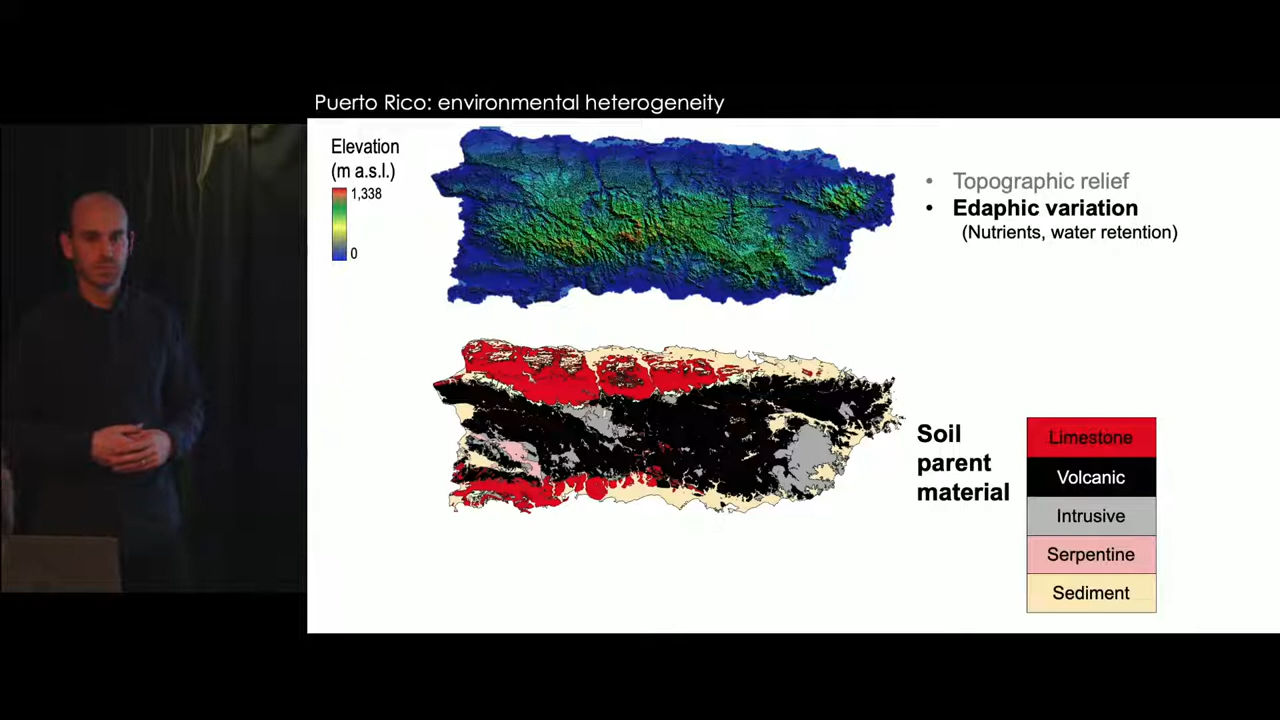 Puerto Rico: environmental heterogeneity
Elevation
(m a.s.l.)
1,338
0
• Topographic relief
• Edaphic variation
(Nutrients, water retention)
Soil
parent
material
Limestone
Volcanic
Intrusive
Serpentine
Sediment